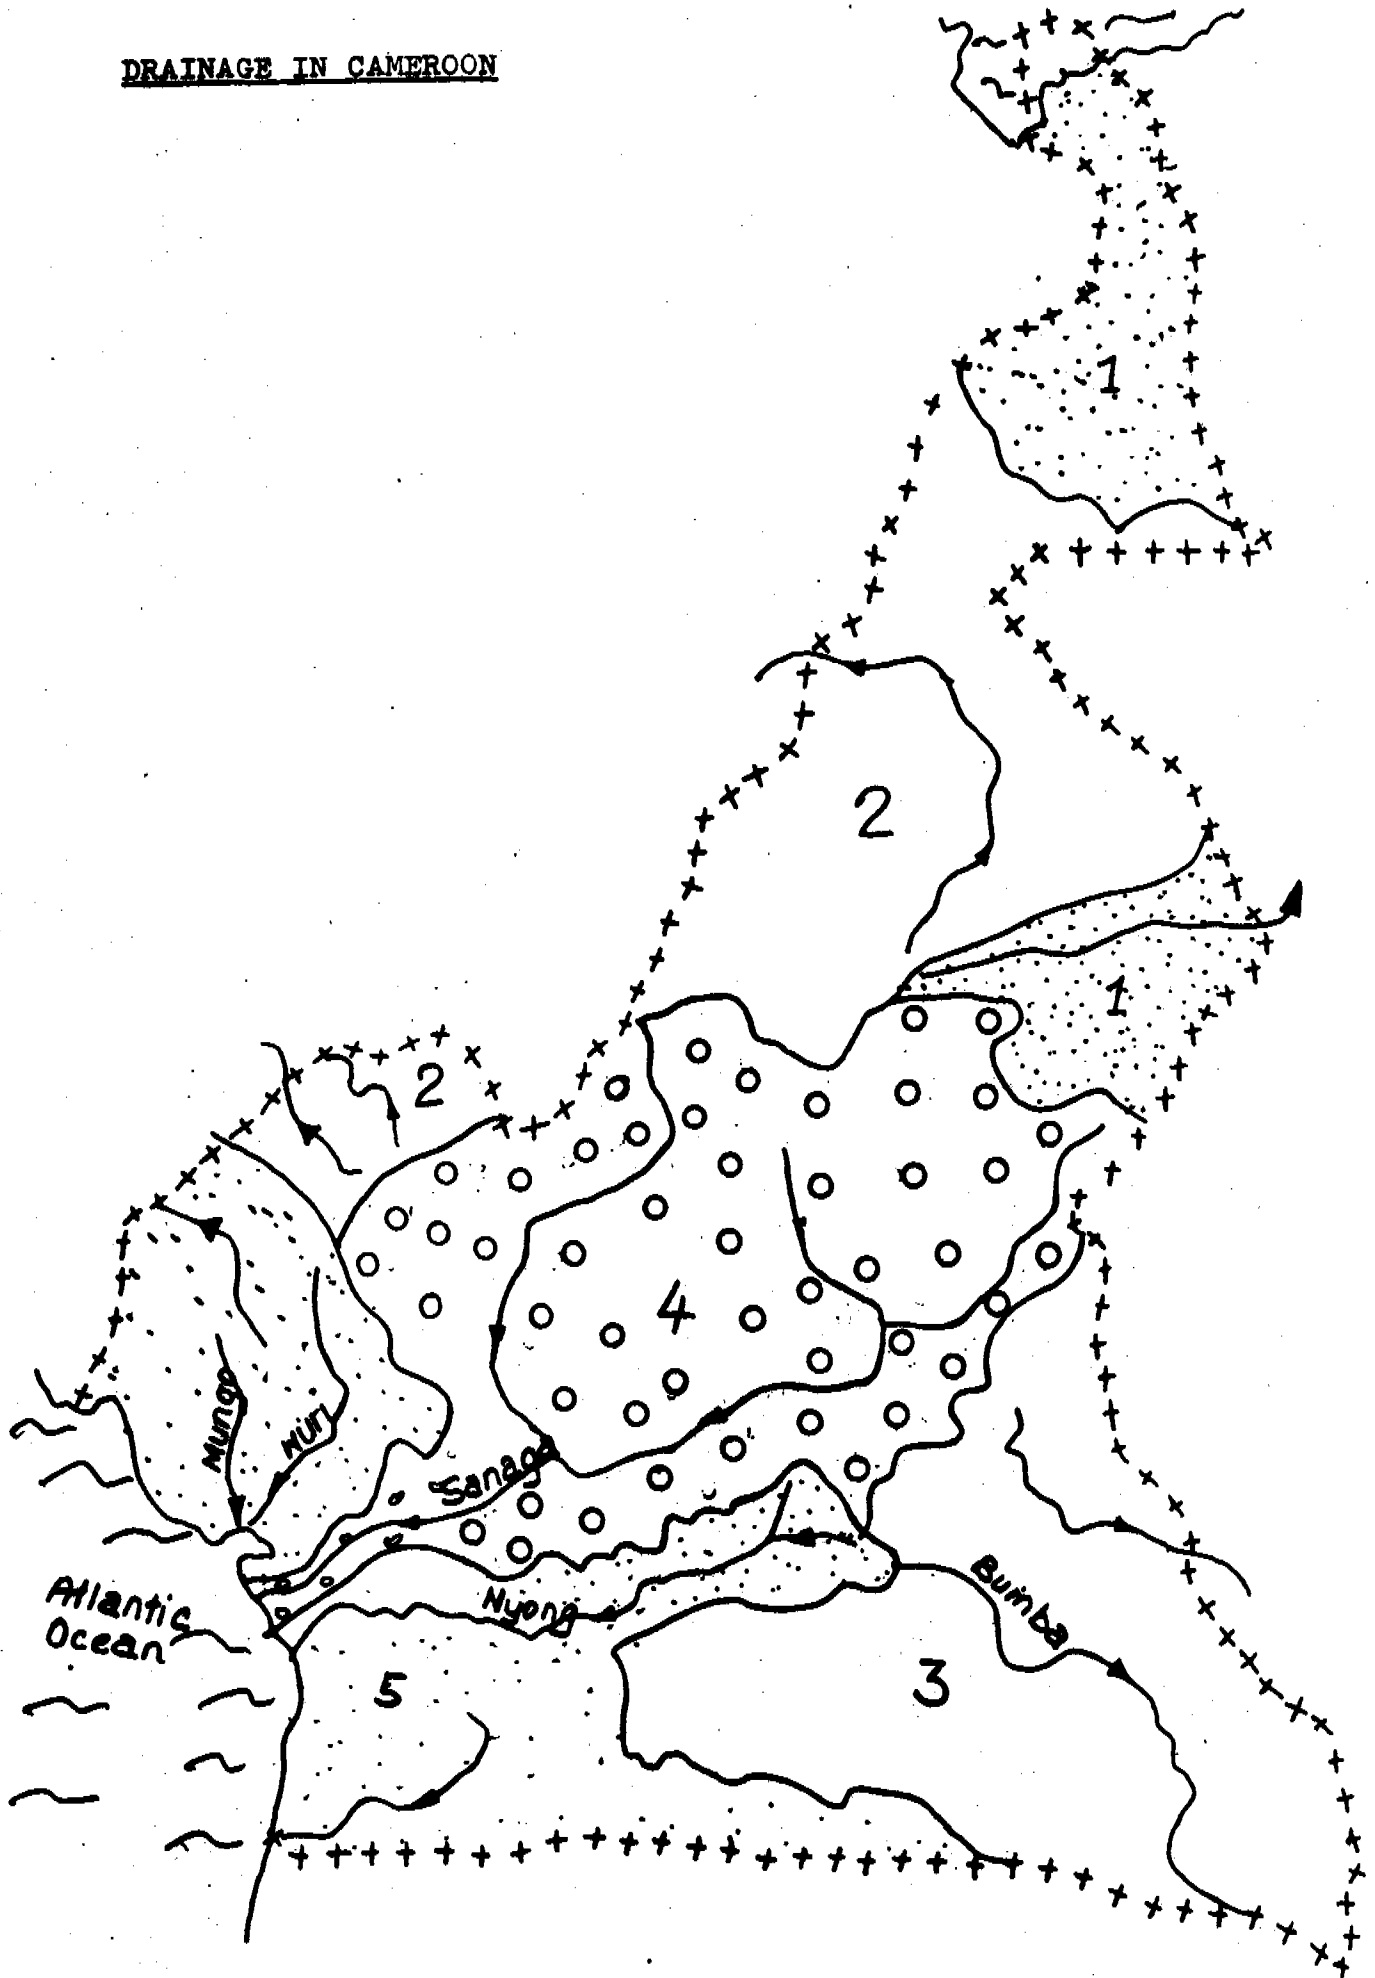 DRAINAGE IN CAMEROON
1
2
1
2
4
Mungo
Wuri
Sanaga
Atlantic
Ocean
Nyong
Bumba
5
3